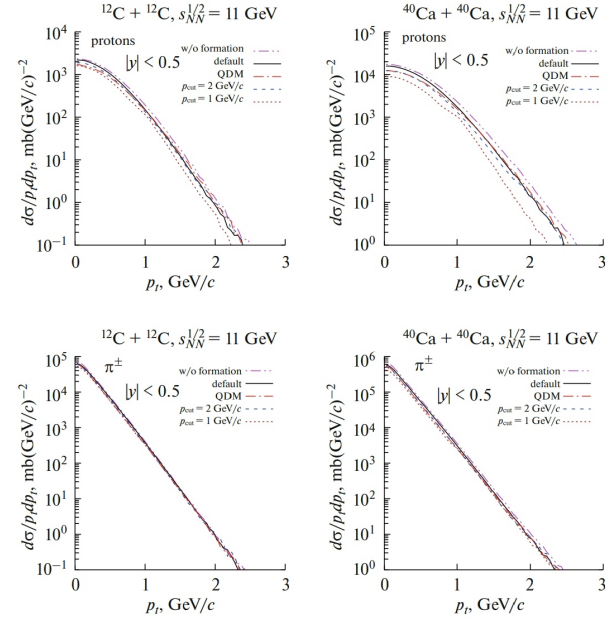 ¹²C + ¹²C, s_NN^1/2 = 11 GeV
protons
|y| < 0.5
w/o formation
default
QDM
p_cut = 2 GeV/c
p_cut = 1 GeV/c
10⁴
10³
10²
10¹
10⁰
10⁻¹
dσ/p_t dp_t, mb(GeV/c)⁻²
0 1 2 3
p_t, GeV/c
⁴⁰Ca + ⁴⁰Ca, s_NN^1/2 = 11 GeV
protons
|y| < 0.5
w/o formation
default
QDM
p_cut = 2 GeV/c
p_cut = 1 GeV/c
10⁵
10⁴
10³
10²
10¹
10⁰
dσ/p_t dp_t, mb(GeV/c)⁻²
0 1 2 3
p_t, GeV/c
¹²C + ¹²C, s_NN^1/2 = 11 GeV
π±
|y| < 0.5
w/o formation
default
QDM
p_cut = 2 GeV/c
p_cut = 1 GeV/c
10⁵
10⁴
10³
10²
10¹
10⁰
10⁻¹
dσ/p_t dp_t, mb(GeV/c)⁻²
0 1 2 3
p_t, GeV/c
⁴⁰Ca + ⁴⁰Ca, s_NN^1/2 = 11 GeV
π±
|y| < 0.5
w/o formation
default
QDM
p_cut = 2 GeV/c
p_cut = 1 GeV/c
10⁶
10⁵
10⁴
10³
10²
10¹
10⁰
dσ/p_t dp_t, mb(GeV/c)⁻²
0 1 2 3
p_t, GeV/c